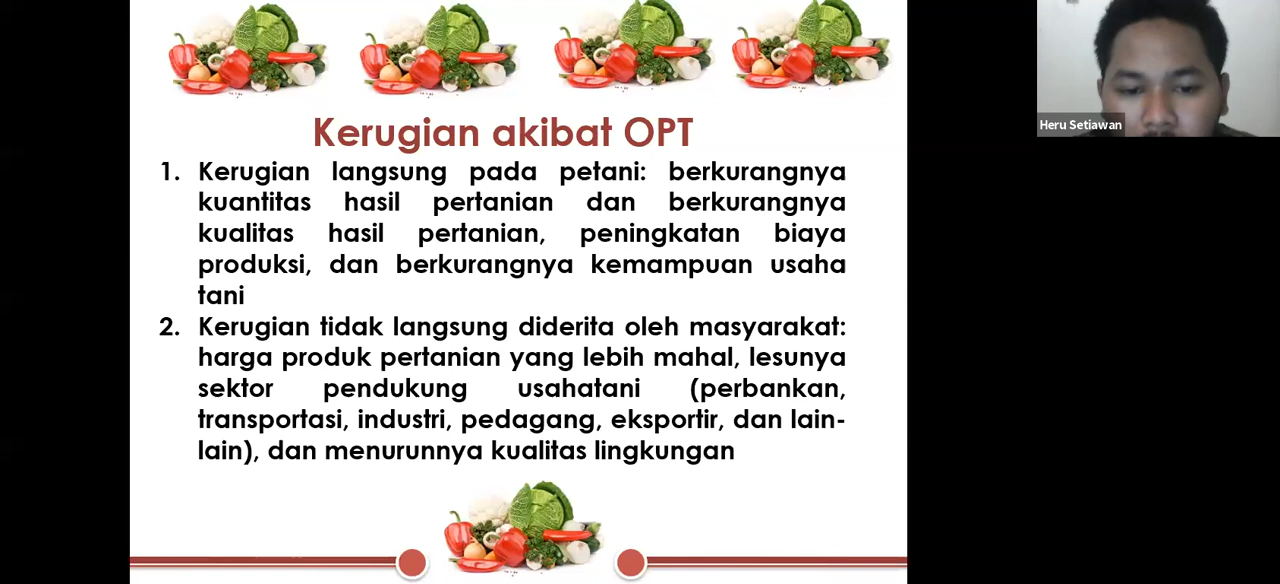 Kerugian akibat OPT
1. Kerugian langsung pada petani: berkurangnya
kuantitas hasil pertanian dan berkurangnya
kualitas hasil pertanian, peningkatan biaya
produksi, dan berkurangnya kemampuan usaha
tani
2. Kerugian tidak langsung diderita oleh masyarakat:
harga produk pertanian yang lebih mahal, lesunya
sektor pendukung usahatani (perbankan,
transportasi, industri, pedagang, eksportir, dan lain-
lain), dan menurunnya kualitas lingkungan
Heru Setiawan